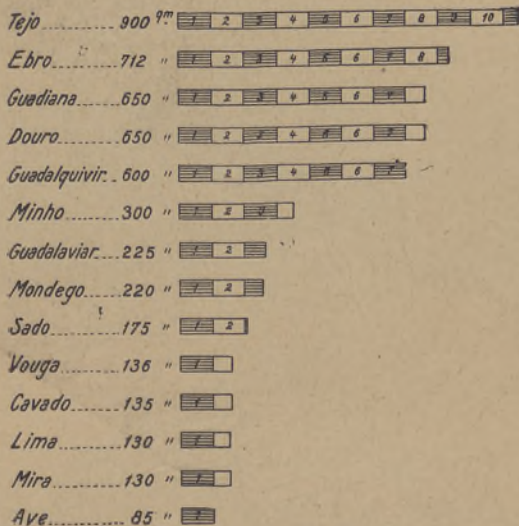 Tejo........900 qm 1 2 3 4 5 6 7 8 9 10
Ebro........712 " 1 2 3 4 5 6 7 8
Guadiana......650 " 1 2 3 4 5 6 7
Douro........650 " 1 2 3 4 5 6 7
Guadalquivir..600 " 1 2 3 4 5 6 7
Minho........300 " 1 2 3
Guadalaviar...225 " 1 2
Mondego......220 " 1 2
Sado........175 " 1 2
Vouga........136 " 1
Cavado.......135 " 1
Lima........130 " 1
Mira........130 " 1
Ave........85 "